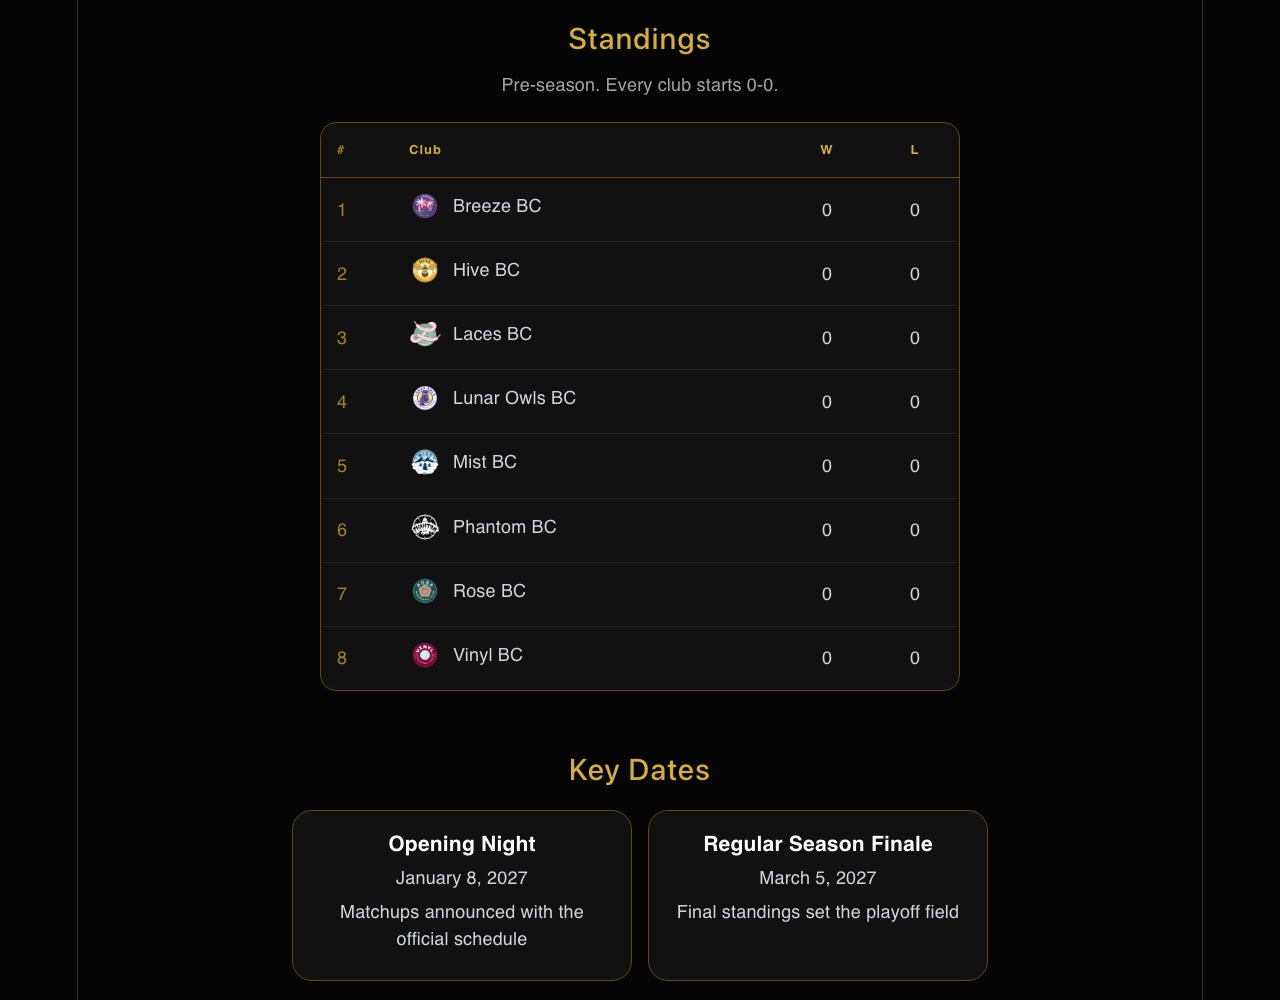 Standings
Pre-season. Every club starts 0-0.
# Club W L
1 Breeze BC 0 0
2 Hive BC 0 0
3 Laces BC 0 0
4 Lunar Owls BC 0 0
5 Mist BC 0 0
6 Phantom BC 0 0
7 Rose BC 0 0
8 Vinyl BC 0 0
Key Dates
Opening Night
January 8, 2027
Matchups announced with the
official schedule
Regular Season Finale
March 5, 2027
Final standings set the playoff field